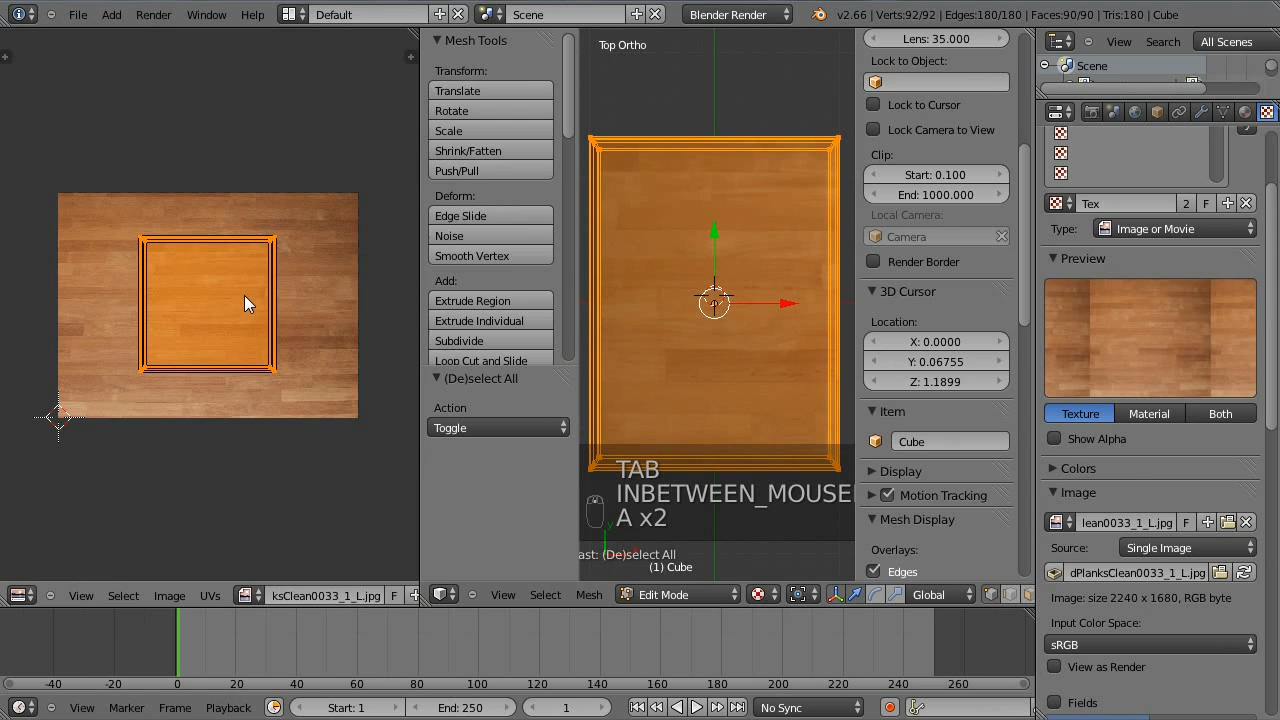 File Add Render Window Help Default Scene Blender Render v2.66 | Verts:92/92 | Edges:180/180 | Faces:90/90 | Tris:180 | Cube
Mesh Tools
Transform:
Translate
Rotate
Scale
Shrink/Fatten
Push/Pull
Deform:
Edge Slide
Noise
Smooth Vertex
Add:
Extrude Region
Extrude Individual
Subdivide
Loop Cut and Slide
(De)select All
Action
Toggle
Top Ortho
TAB
INBETWEEN_MOUSE
A x2
ast: (De)select All
(1) Cube
Lens: 35.000
Lock to Object:
Lock to Cursor
Lock Camera to View
Clip:
Start: 0.100
End: 1000.000
Local Camera:
Camera
Render Border
3D Cursor
Location:
X: 0.0000
Y: 0.06755
Z: 1.1899
Item
Cube
Display
Motion Tracking
Mesh Display
Overlays:
Edges
View Search All Scenes
Scene
Tex 2 F
Type: Image or Movie
Preview
Texture Material Both
Show Alpha
Colors
Image
lean0033_1_L.jpg F
Source: Single Image
dPlanksClean0033_1_L.jpg
Image: size 2240 x 1680, RGB byte
Input Color Space:
sRGB
View as Render
Fields
View Select Image UVs ksClean0033_1_L.jpg F
View Select Mesh Edit Mode Global
-40 -20 0 20 40 60 80 100 120 140 160 180 200 220 240 260
View Marker Frame Playback Start: 1 End: 250 1 No Sync